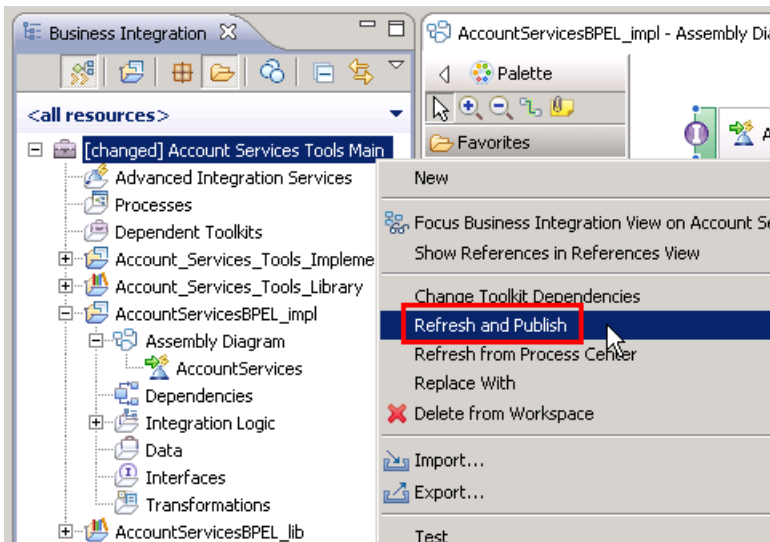 Business Integration
AccountServicesBPEL_impl - Assembly Dia
Palette
<all resources>
Favorites
[changed] Account Services Tools Main
Advanced Integration Services
Processes
Dependent Toolkits
Account_Services_Tools_Impleme
Account_Services_Tools_Library
AccountServicesBPEL_impl
Assembly Diagram
AccountServices
Dependencies
Integration Logic
Data
Interfaces
Transformations
AccountServicesBPEL_lib
I
A
New
Focus Business Integration View on Account Se
Show References in References View
Change Toolkit Dependencies
Refresh and Publish
Refresh from Process Center
Replace With
Delete from Workspace
Import...
Export...
Test